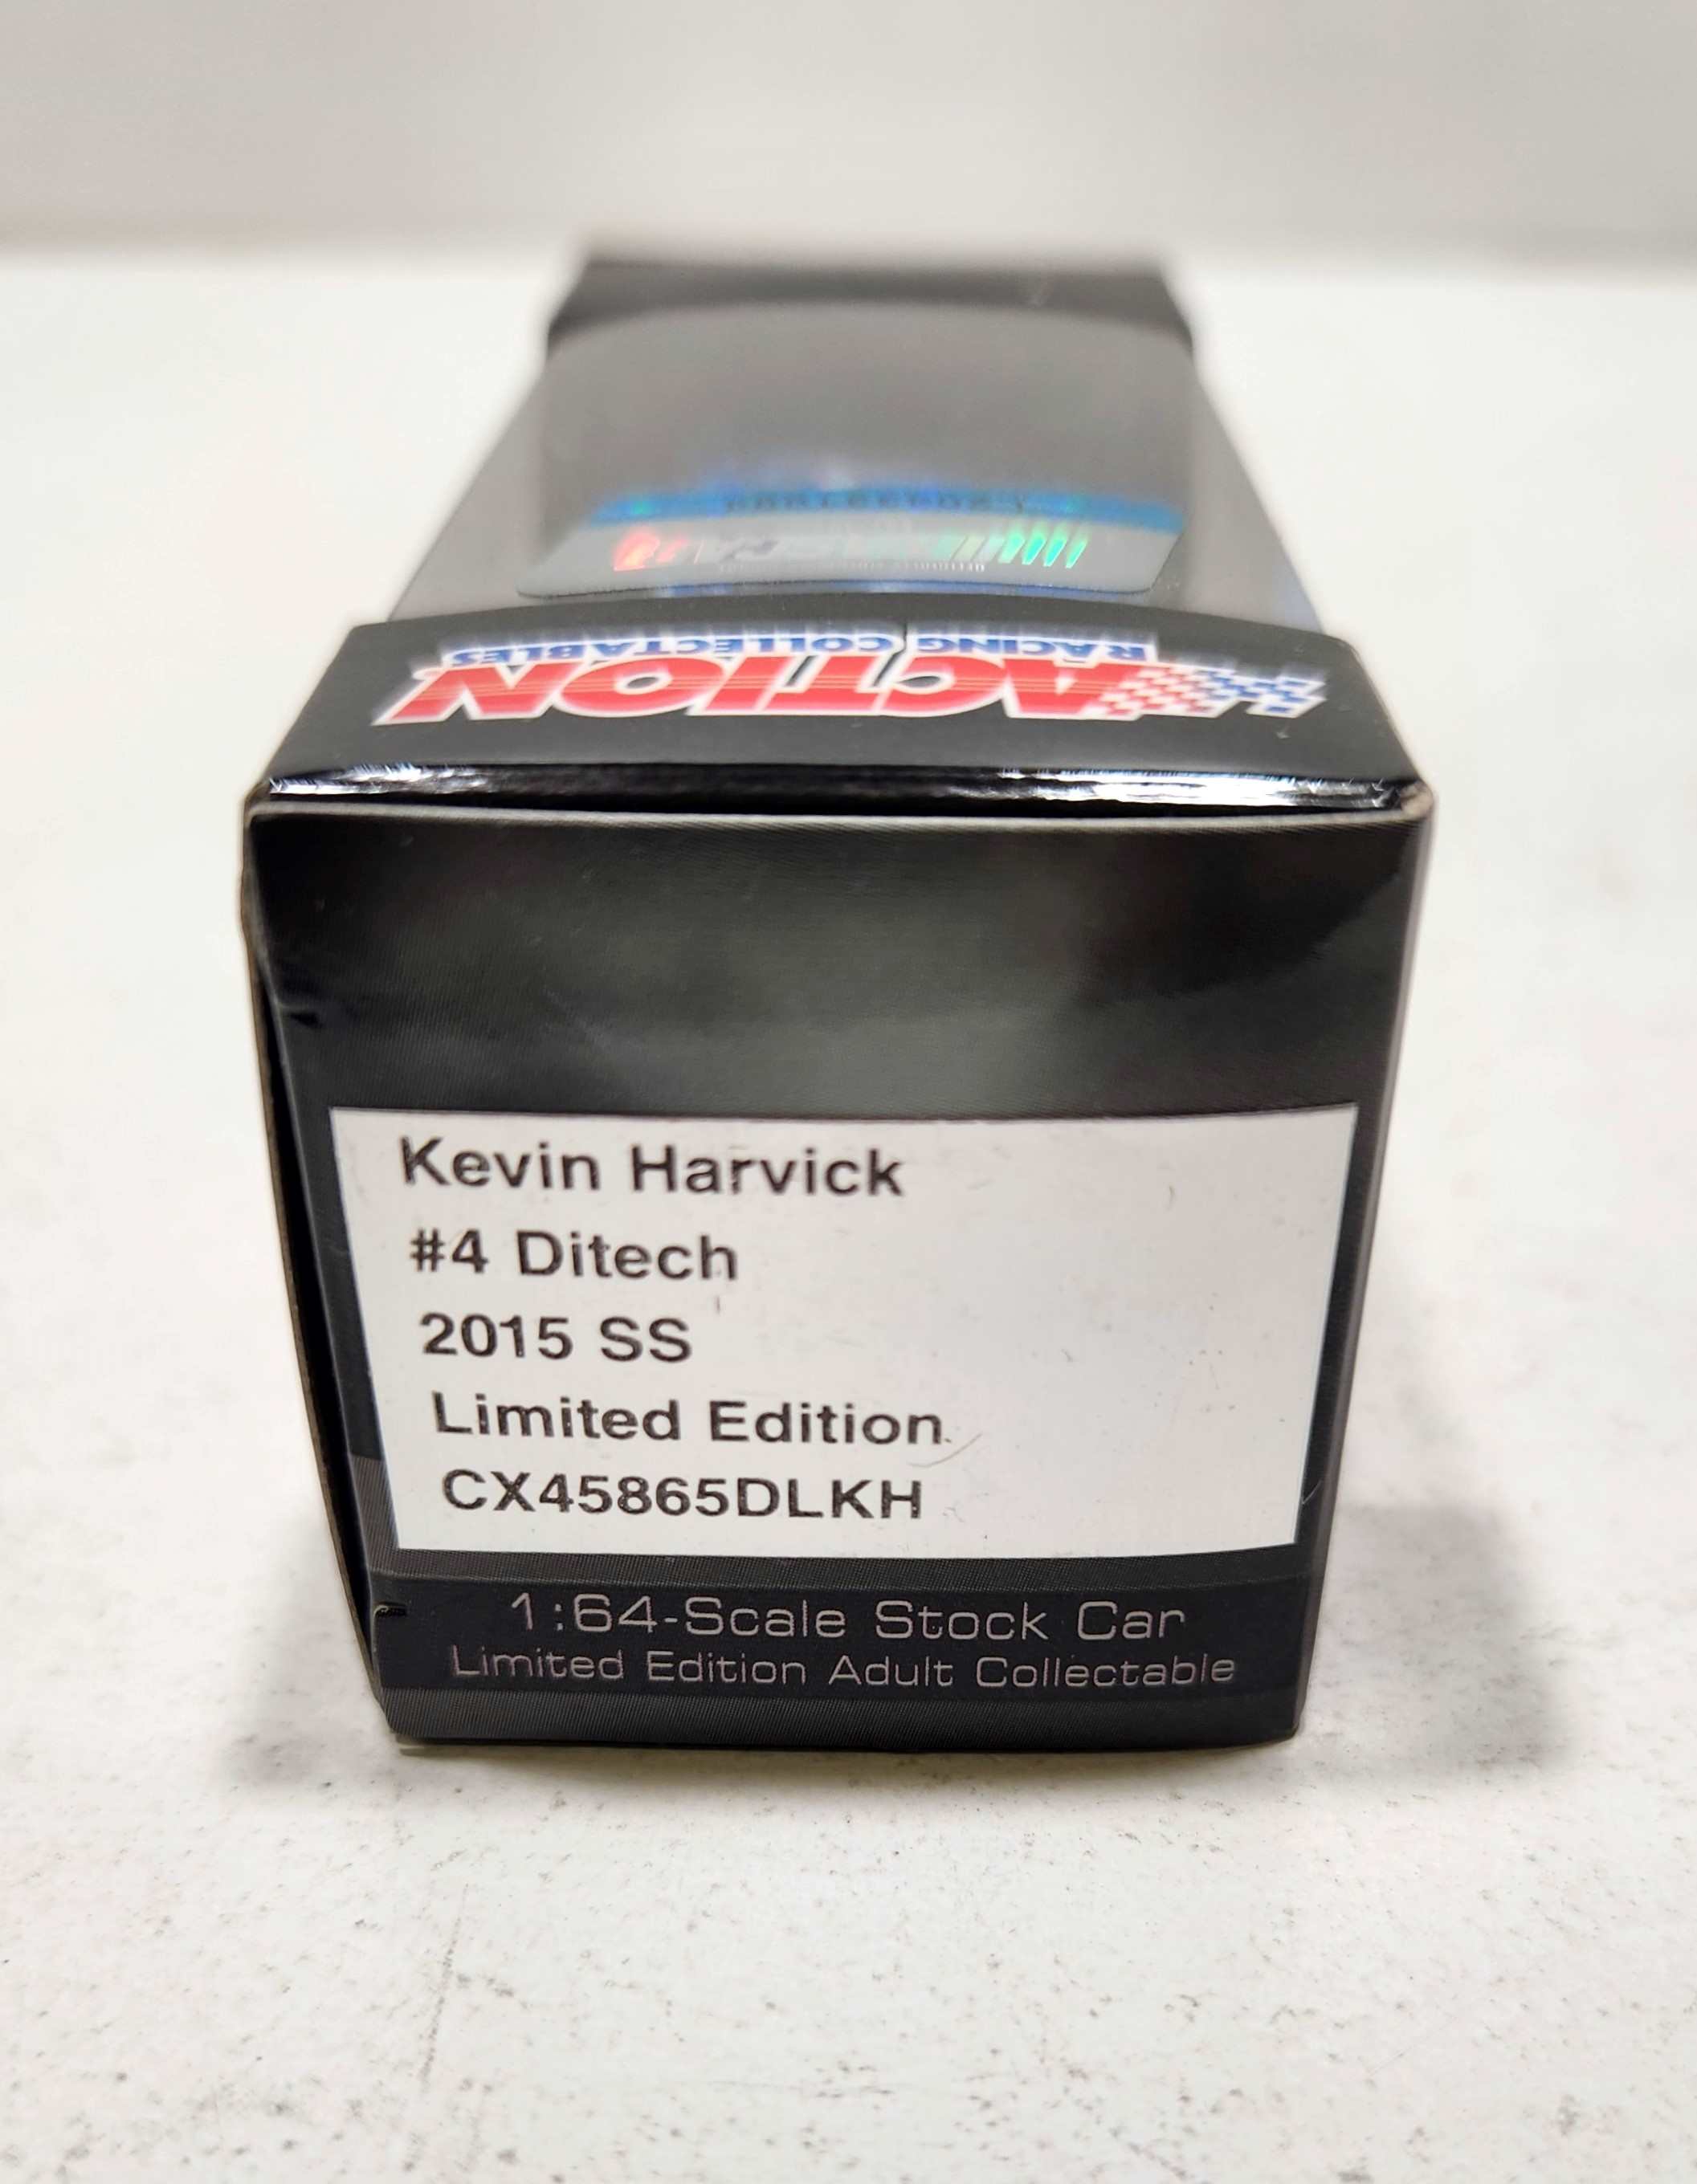 ACTION
RACING COLLECTABLES
Kevin Harvick
#4 Ditech
2015 SS
Limited Edition
CX45865DLKH
1:64-Scale Stock Car
Limited Edition Adult Collectable